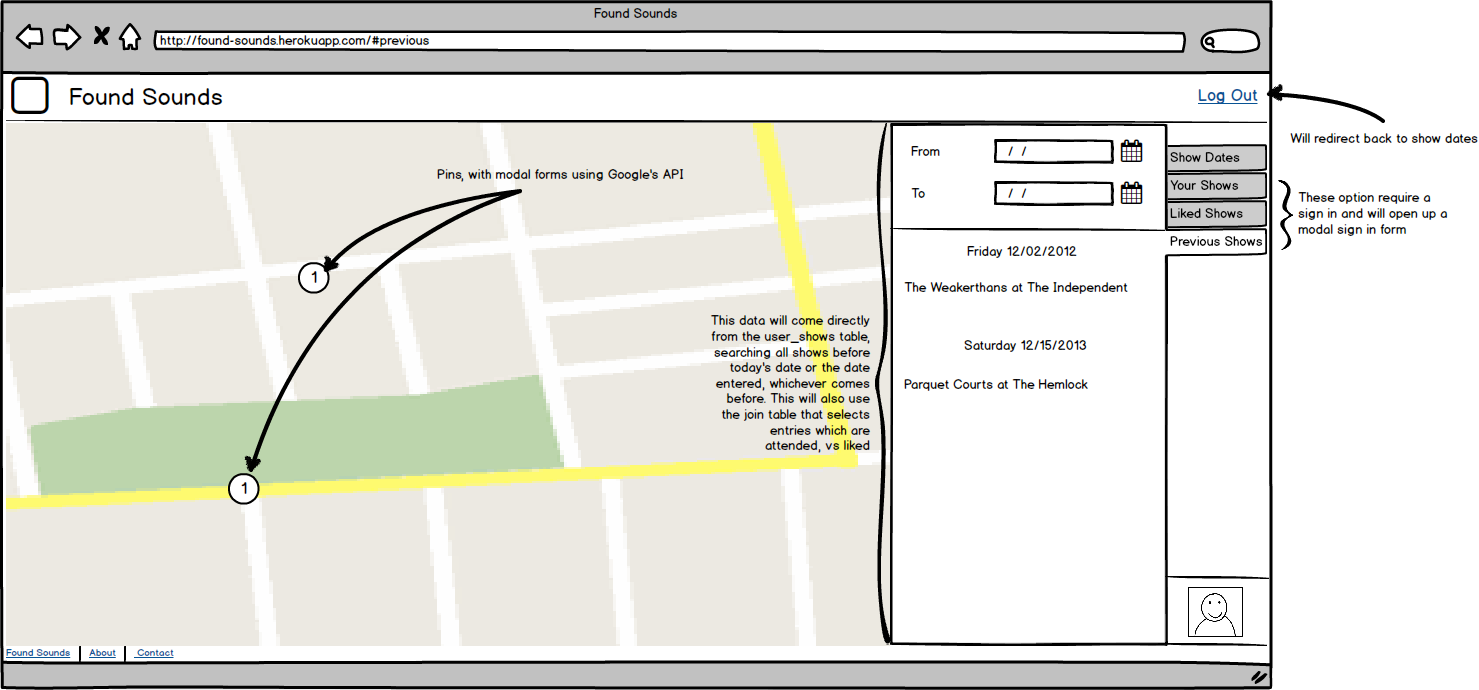 Found Sounds
http://found-sounds.herokuapp.com/#previous
Found Sounds
Log Out
Will redirect back to show dates
Pins, with modal forms using Google's API
1
1
This data will come directly
from the user_shows table,
searching all shows before
today's date or the date
entered, whichever comes
before. This will also use
the join table that selects
entries which are
attended, vs liked
From
/ /
To
/ /
Friday 12/02/2012
The Weakerthans at The Independent
Saturday 12/15/2013
Parquet Courts at The Hemlock
Show Dates
Your Shows
Liked Shows
Previous Shows
These option require a
sign in and will open up a
modal sign in form
Found Sounds
About
Contact